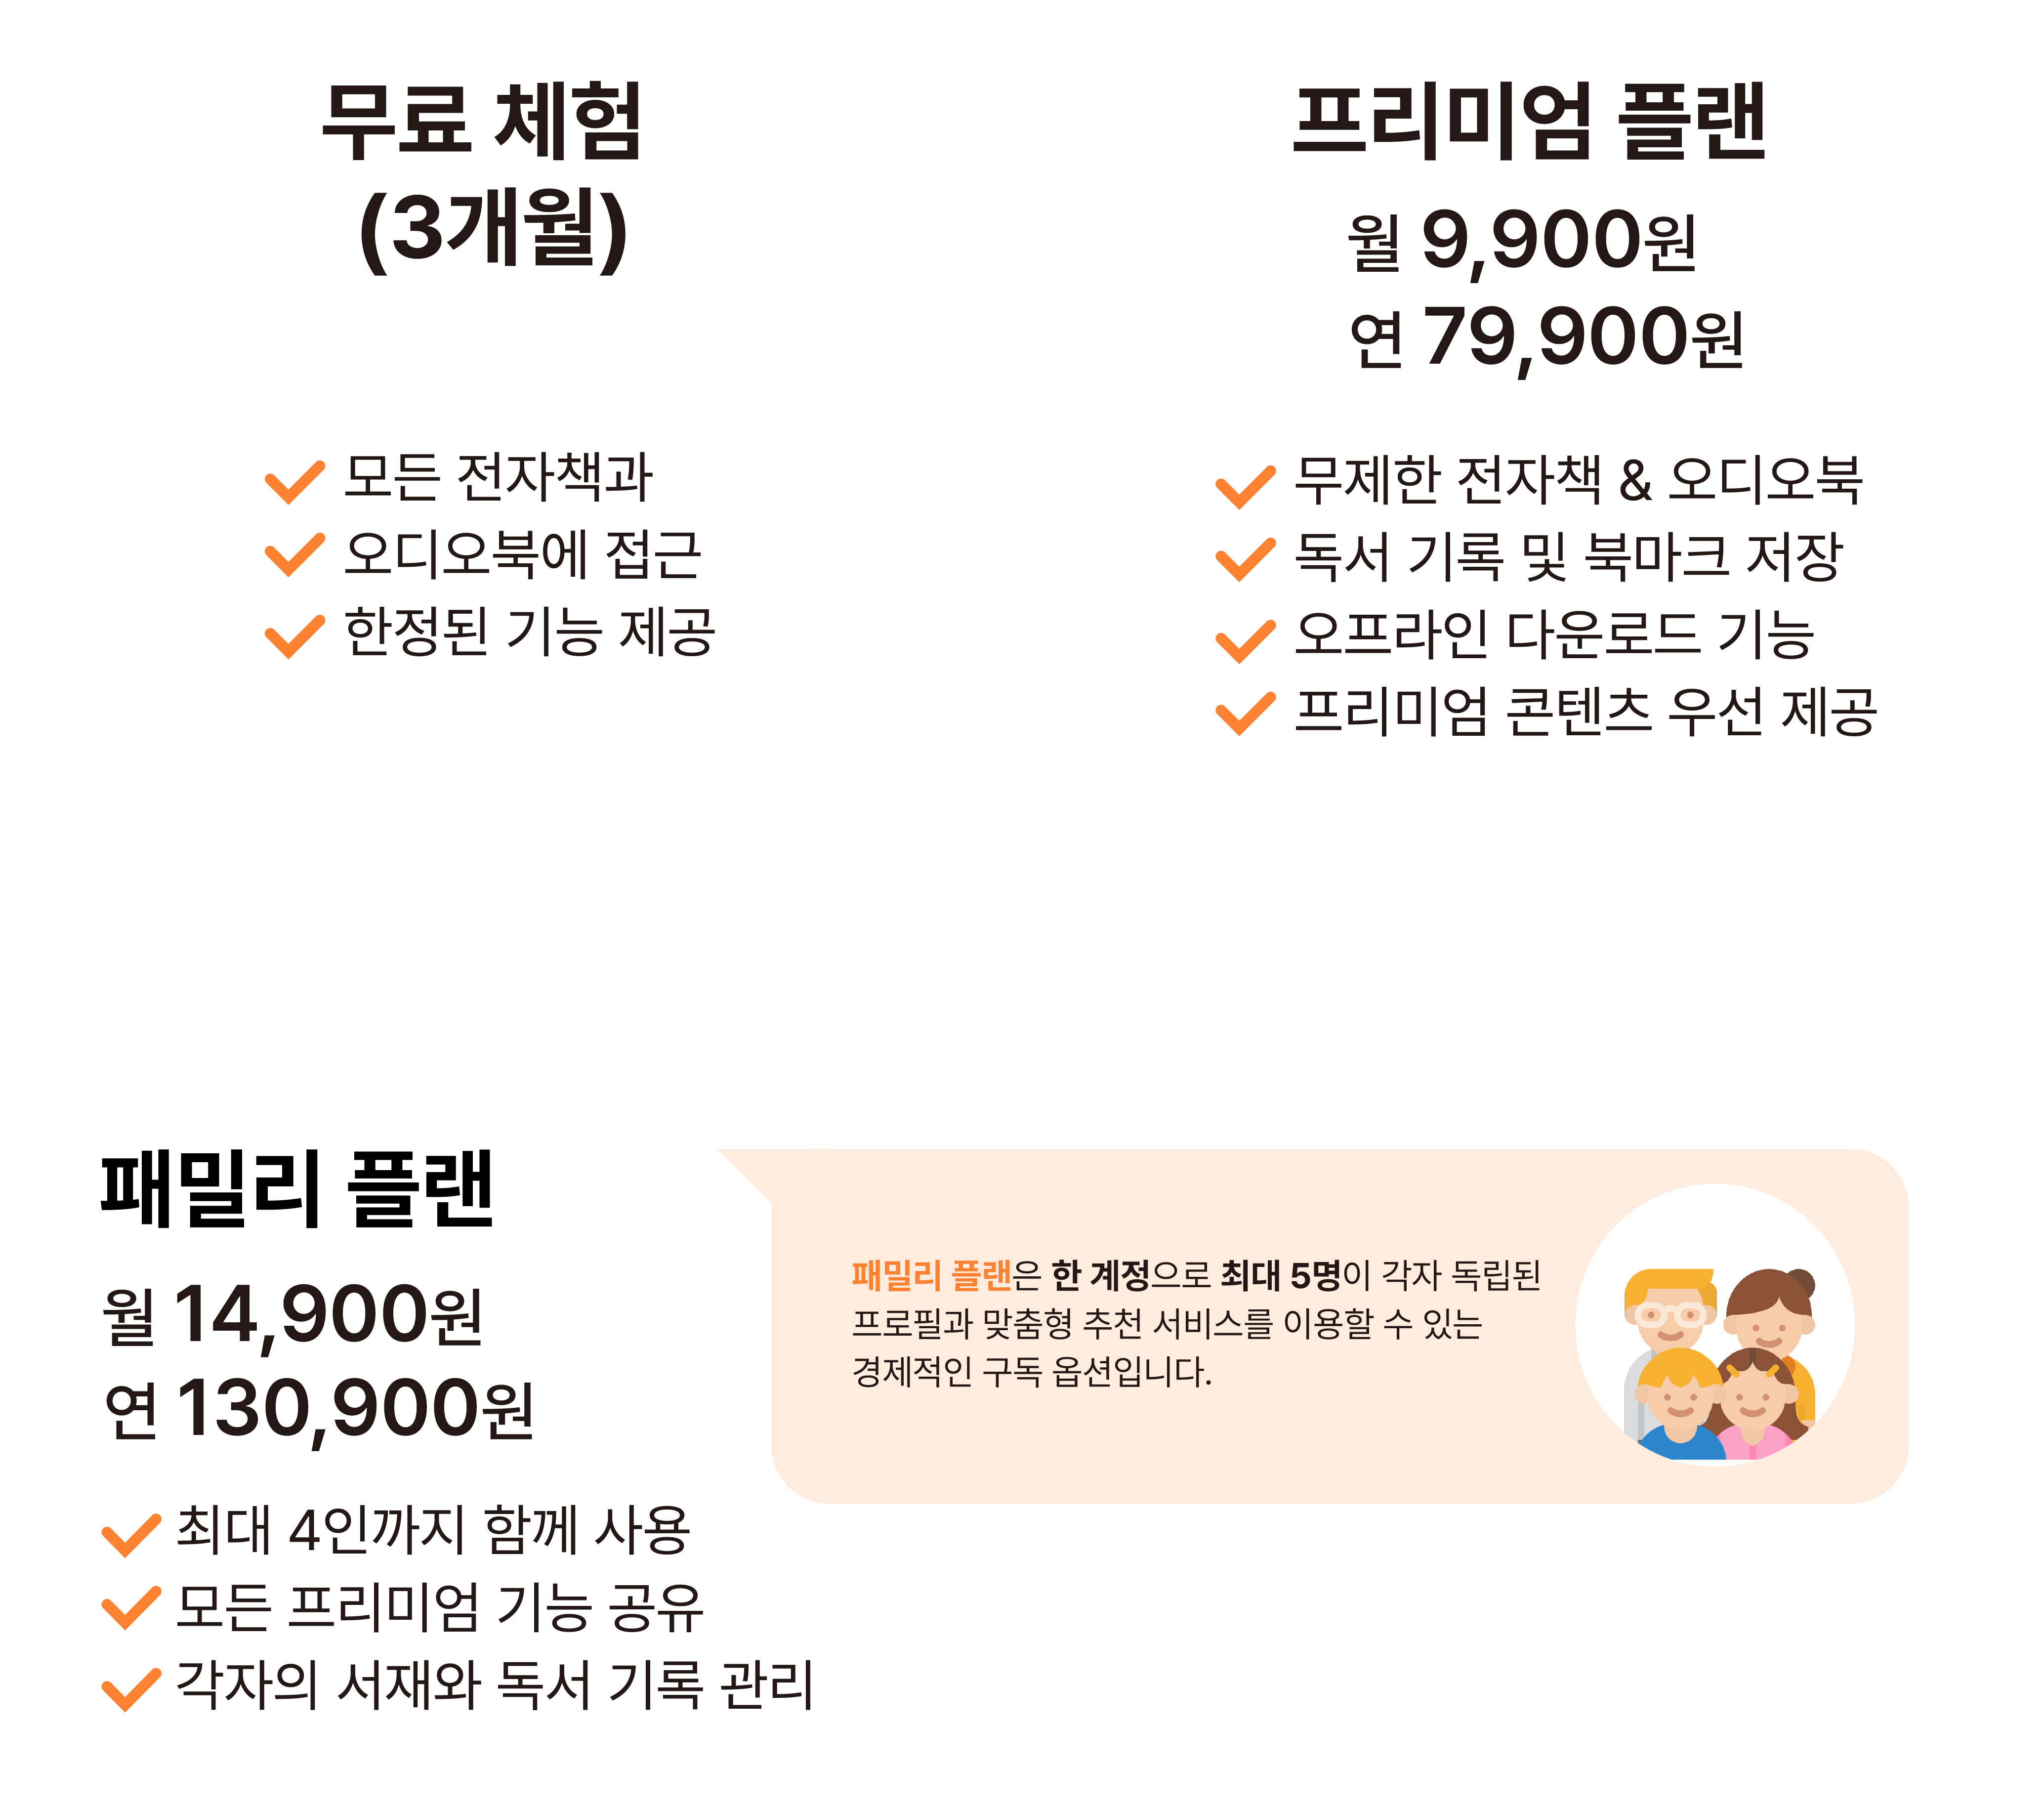 무료 체험
(3개월)
모든 전자책과
오디오북에 접근
한정된 기능 제공
프리미엄 플랜
월 9,900원
연 79,900원
무제한 전자책 & 오디오북
독서 기록 및 북마크 저장
오프라인 다운로드 기능
프리미엄 콘텐츠 우선 제공
패밀리 플랜
월 14,900원
연 130,900원
최대 4인까지 함께 사용
모든 프리미엄 기능 공유
각자의 서재와 독서 기록 관리
패밀리 플랜은 한 계정으로 최대 5명이 각자 독립된
프로필과 맞춤형 추천 서비스를 이용할 수 있는
경제적인 구독 옵션입니다.